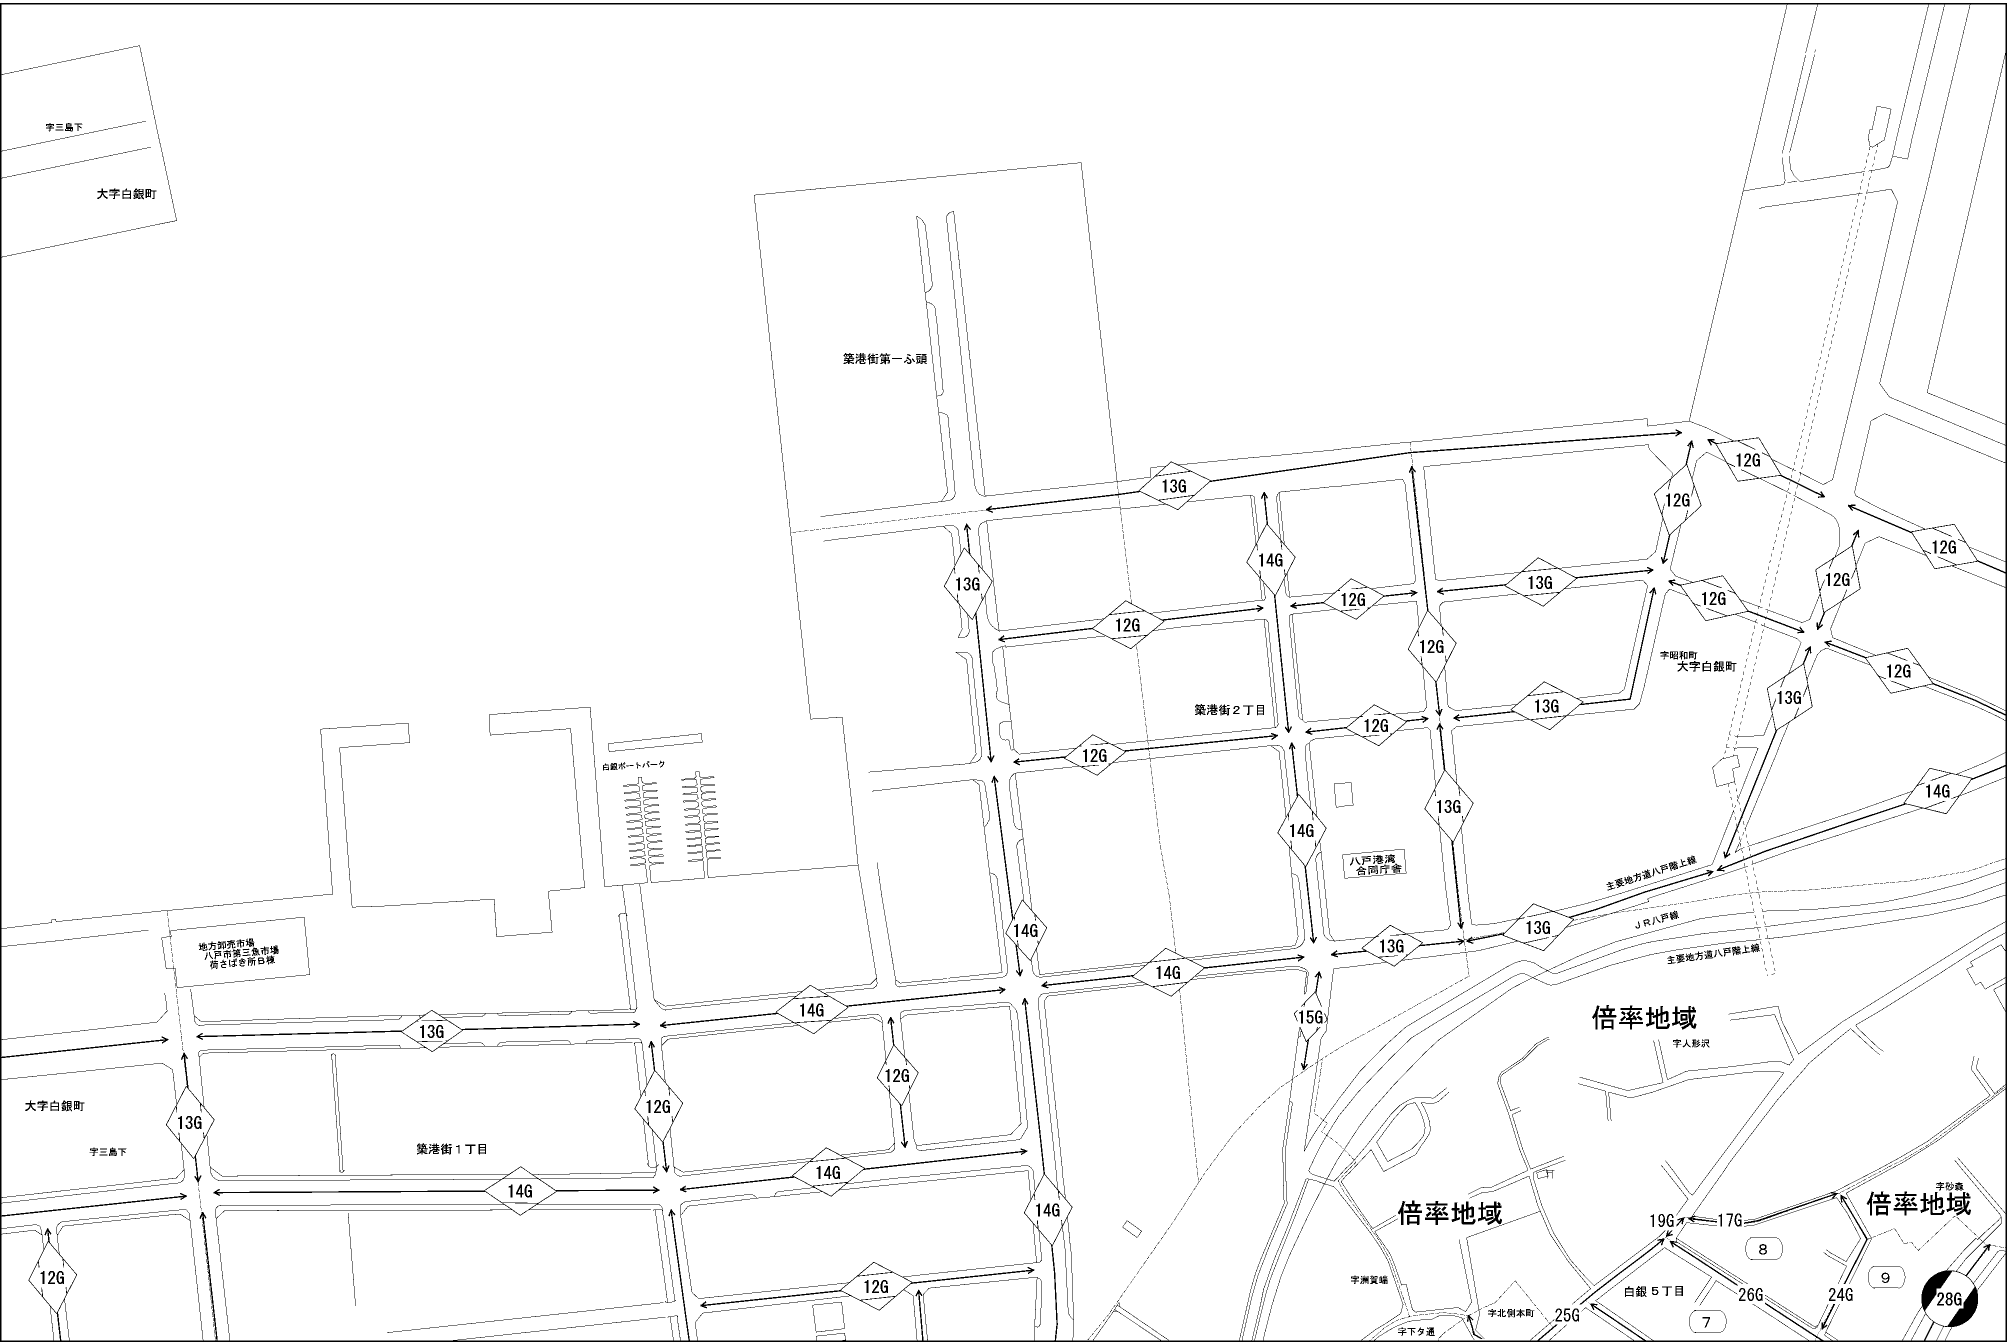 字三島下
大字白銀町
築港街第一ふ頭
12G
13G
12G
12G
14G
13G
12G
12G
13G
12G
12G
12G
12G
字昭和町
大字白銀町
12G
13G
築港街２丁目
13G
12G
12G
白銀ボートパーク
14G
13G
14G
八戸港湾
合同庁舎
主要地方道八戸階上線
ＪＲ八戸線
主要地方道八戸階上線
地方卸売市場
八戸市第三魚市場
荷さばき所Ｂ棟
14G
13G
13G
14G
14G
15G
13G
倍率地域
字人形沢
12G
12G
大字白銀町
13G
字三島下
築港街１丁目
14G
14G
14G
倍率地域
字砂森
倍率地域
19G
17G
8
9
12G
12G
字洲賀端
白銀５丁目
26G
24G
28G
字北側本町
25G
7
字下タ通